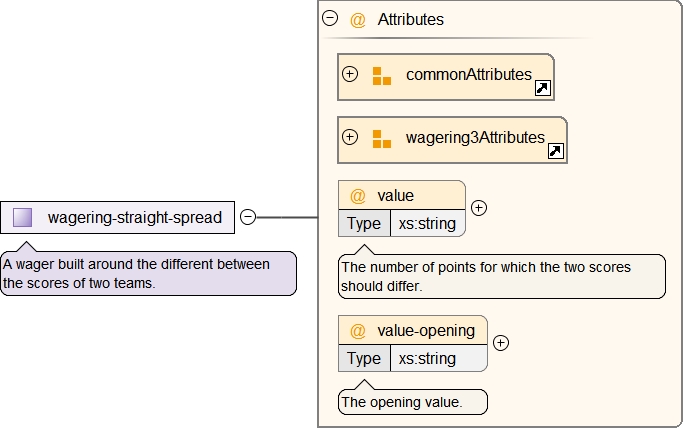 @ Attributes
commonAttributes
wagering3Attributes
@ value
Type xs:string
wagering-straight-spread
A wager built around the different between
the scores of two teams.
The number of points for which the two scores
should differ.
@ value-opening
Type xs:string
The opening value.